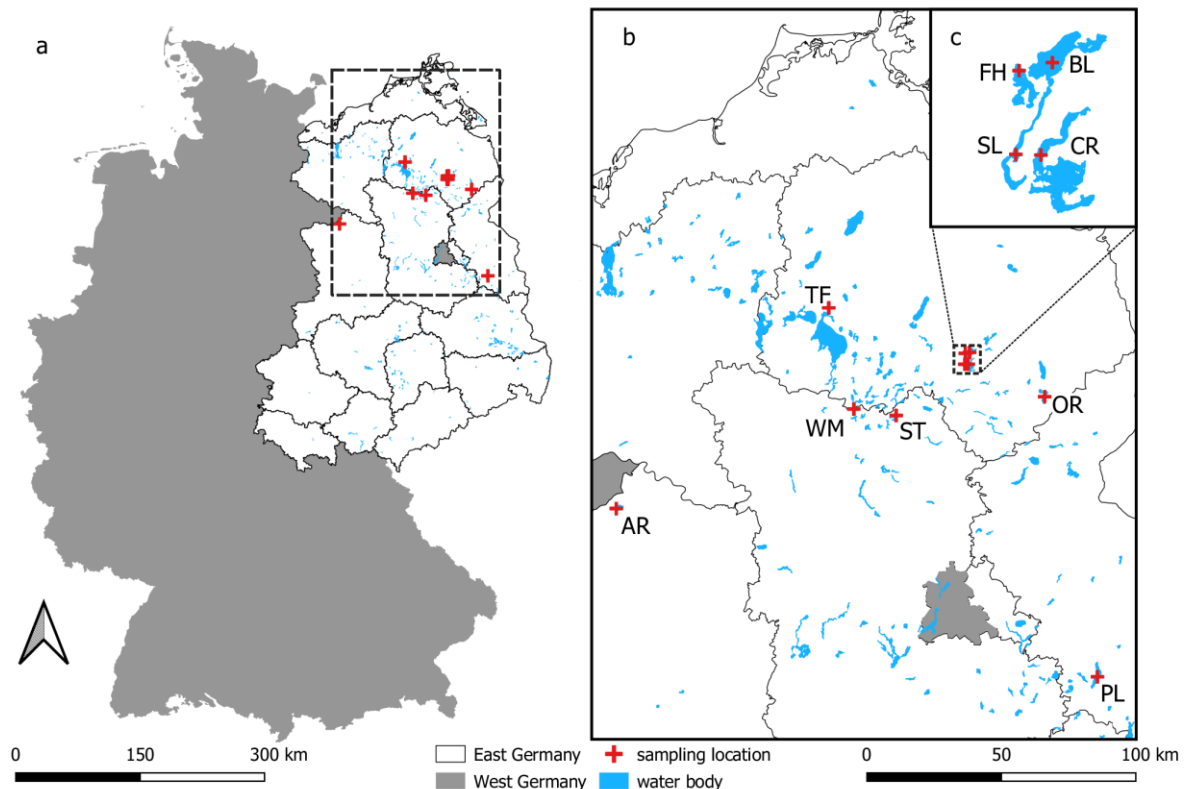 a
b
c
FH
BL
SL
CR
TF
OR
WM
ST
AR
PL
0 150 300 km
East Germany
West Germany
sampling location
water body
0 50 100 km